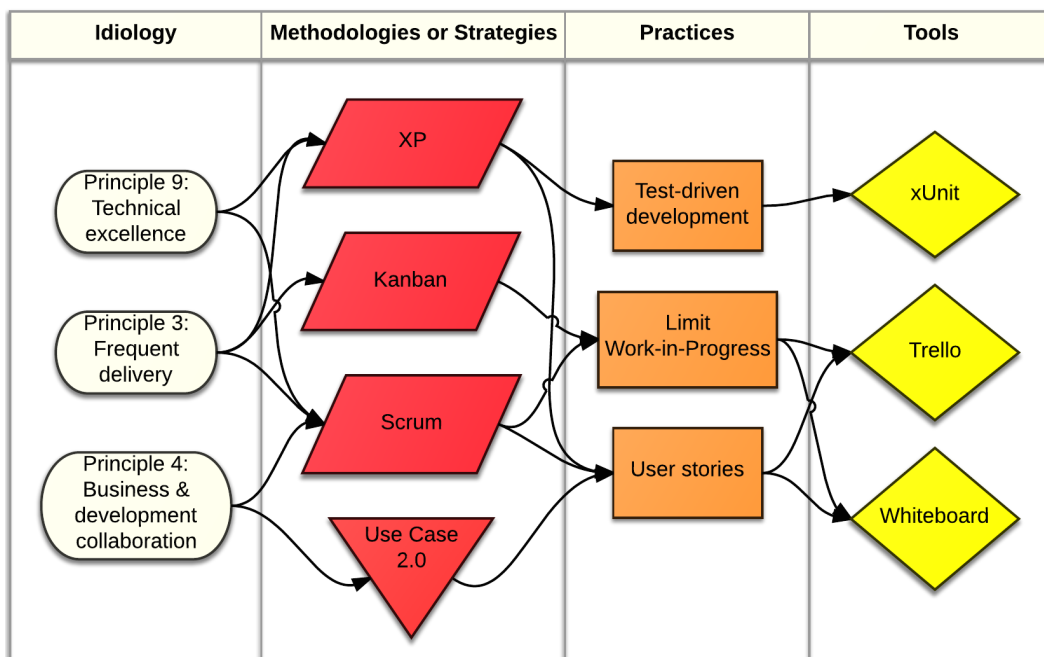 Idiology
Methodologies or Strategies
Practices
Tools
Principle 9:
Technical
excellence
Principle 3:
Frequent
delivery
Principle 4:
Business &
development
collaboration
XP
Kanban
Scrum
Use Case
2.0
Test-driven
development
Limit
Work-in-Progress
User stories
xUnit
Trello
Whiteboard